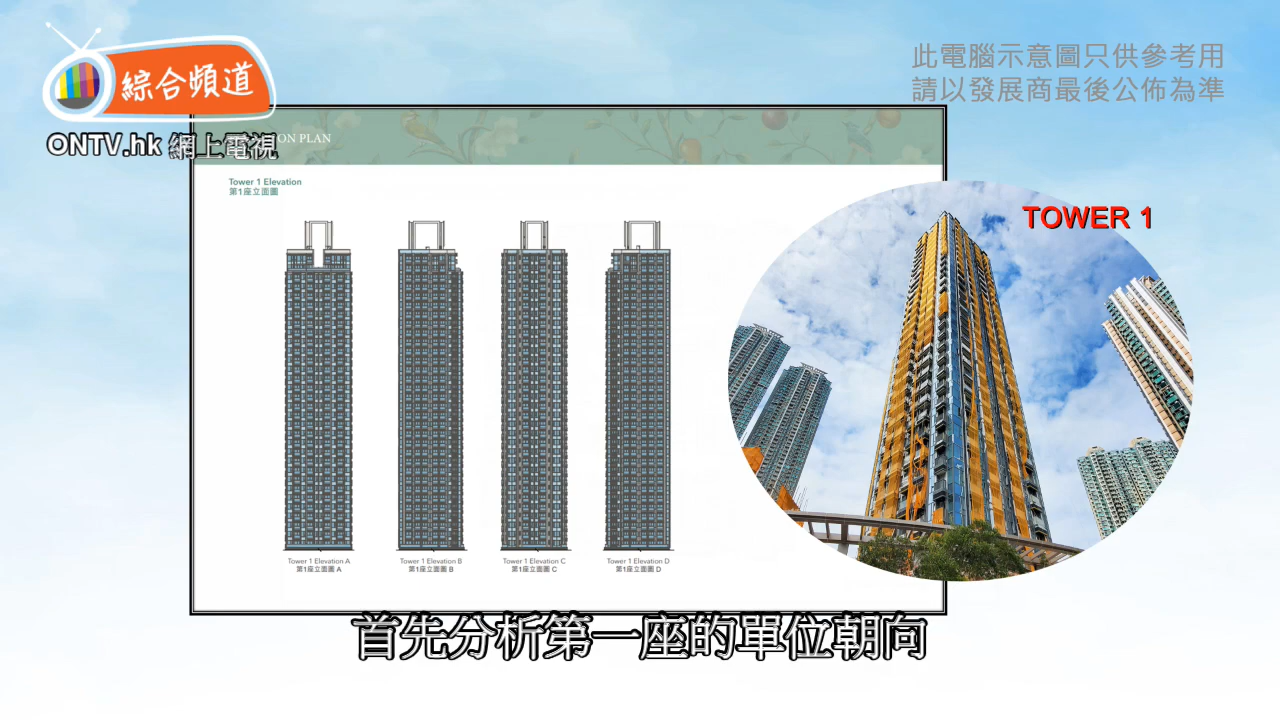 綜合頻道
ONTV.hk 網上電視
此電腦示意圖只供參考用
請以發展商最後公佈為準
ON PLAN
Tower 1 Elevation
第1座立面圖
TOWER 1
Tower 1 Elevation A
第1座立面圖 A
Tower 1 Elevation B
第1座立面圖 B
Tower 1 Elevation C
第1座立面圖 C
Tower 1 Elevation D
第1座立面圖 D
首先分析第一座的單位朝向